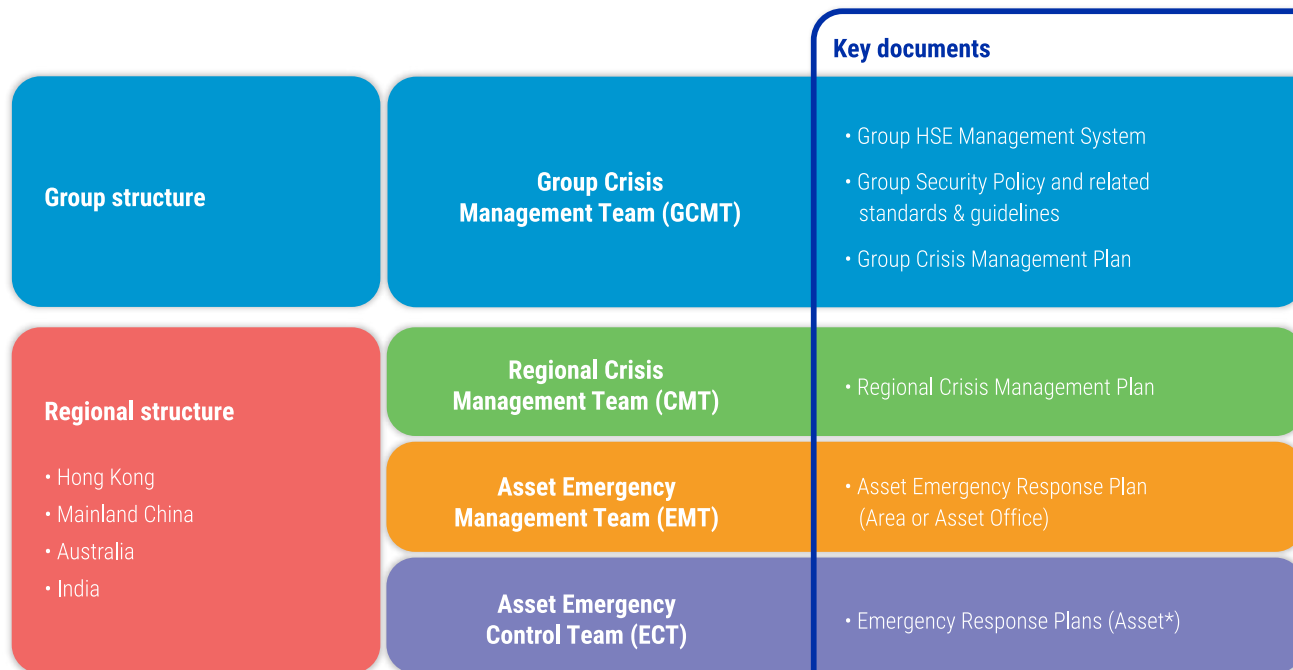 Key documents
Group structure
Group Crisis
Management Team (GCMT)
• Group HSE Management System
• Group Security Policy and related
standards & guidelines
• Group Crisis Management Plan
Regional structure
• Hong Kong
• Mainland China
• Australia
• India
Regional Crisis
Management Team (CMT)
• Regional Crisis Management Plan
Asset Emergency
Management Team (EMT)
• Asset Emergency Response Plan
(Area or Asset Office)
Asset Emergency
Control Team (ECT)
• Emergency Response Plans (Asset*)